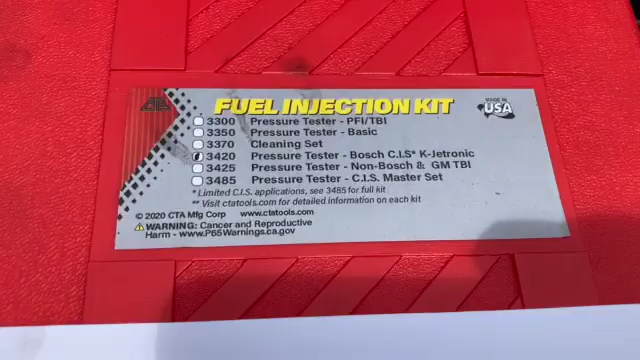 CTA
FUEL INJECTION KIT
MADE IN
USA
3300 Pressure Tester - PFI/TBI
3350 Pressure Tester - Basic
3370 Cleaning Set
3420 Pressure Tester - Bosch C.I.S* K-Jetronic
3425 Pressure Tester - Non-Bosch & GM TBI
3485 Pressure Tester - C.I.S. Master Set
* Limited C.I.S. applications, see 3485 for full kit
** Visit ctatools.com for detailed information on each kit
© 2020 CTA Mfg Corp www.ctatools.com
WARNING: Cancer and Reproductive
Harm - www.P65Warnings.ca.gov